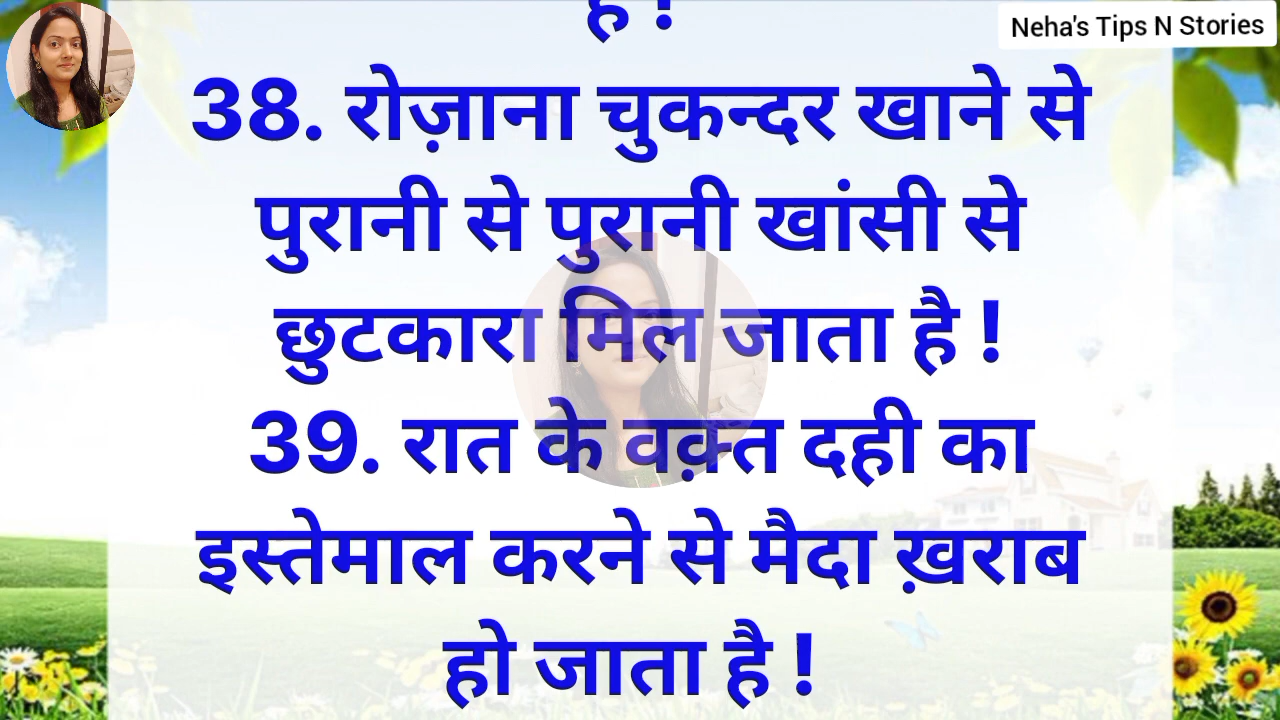 है !
Neha's Tips N Stories
38. रोज़ाना चुकन्दर खाने से
पुरानी से पुरानी खांसी से
छुटकारा मिल जाता है !
39. रात के वक़्त दही का
इस्तेमाल करने से मैदा ख़राब
हो जाता है !